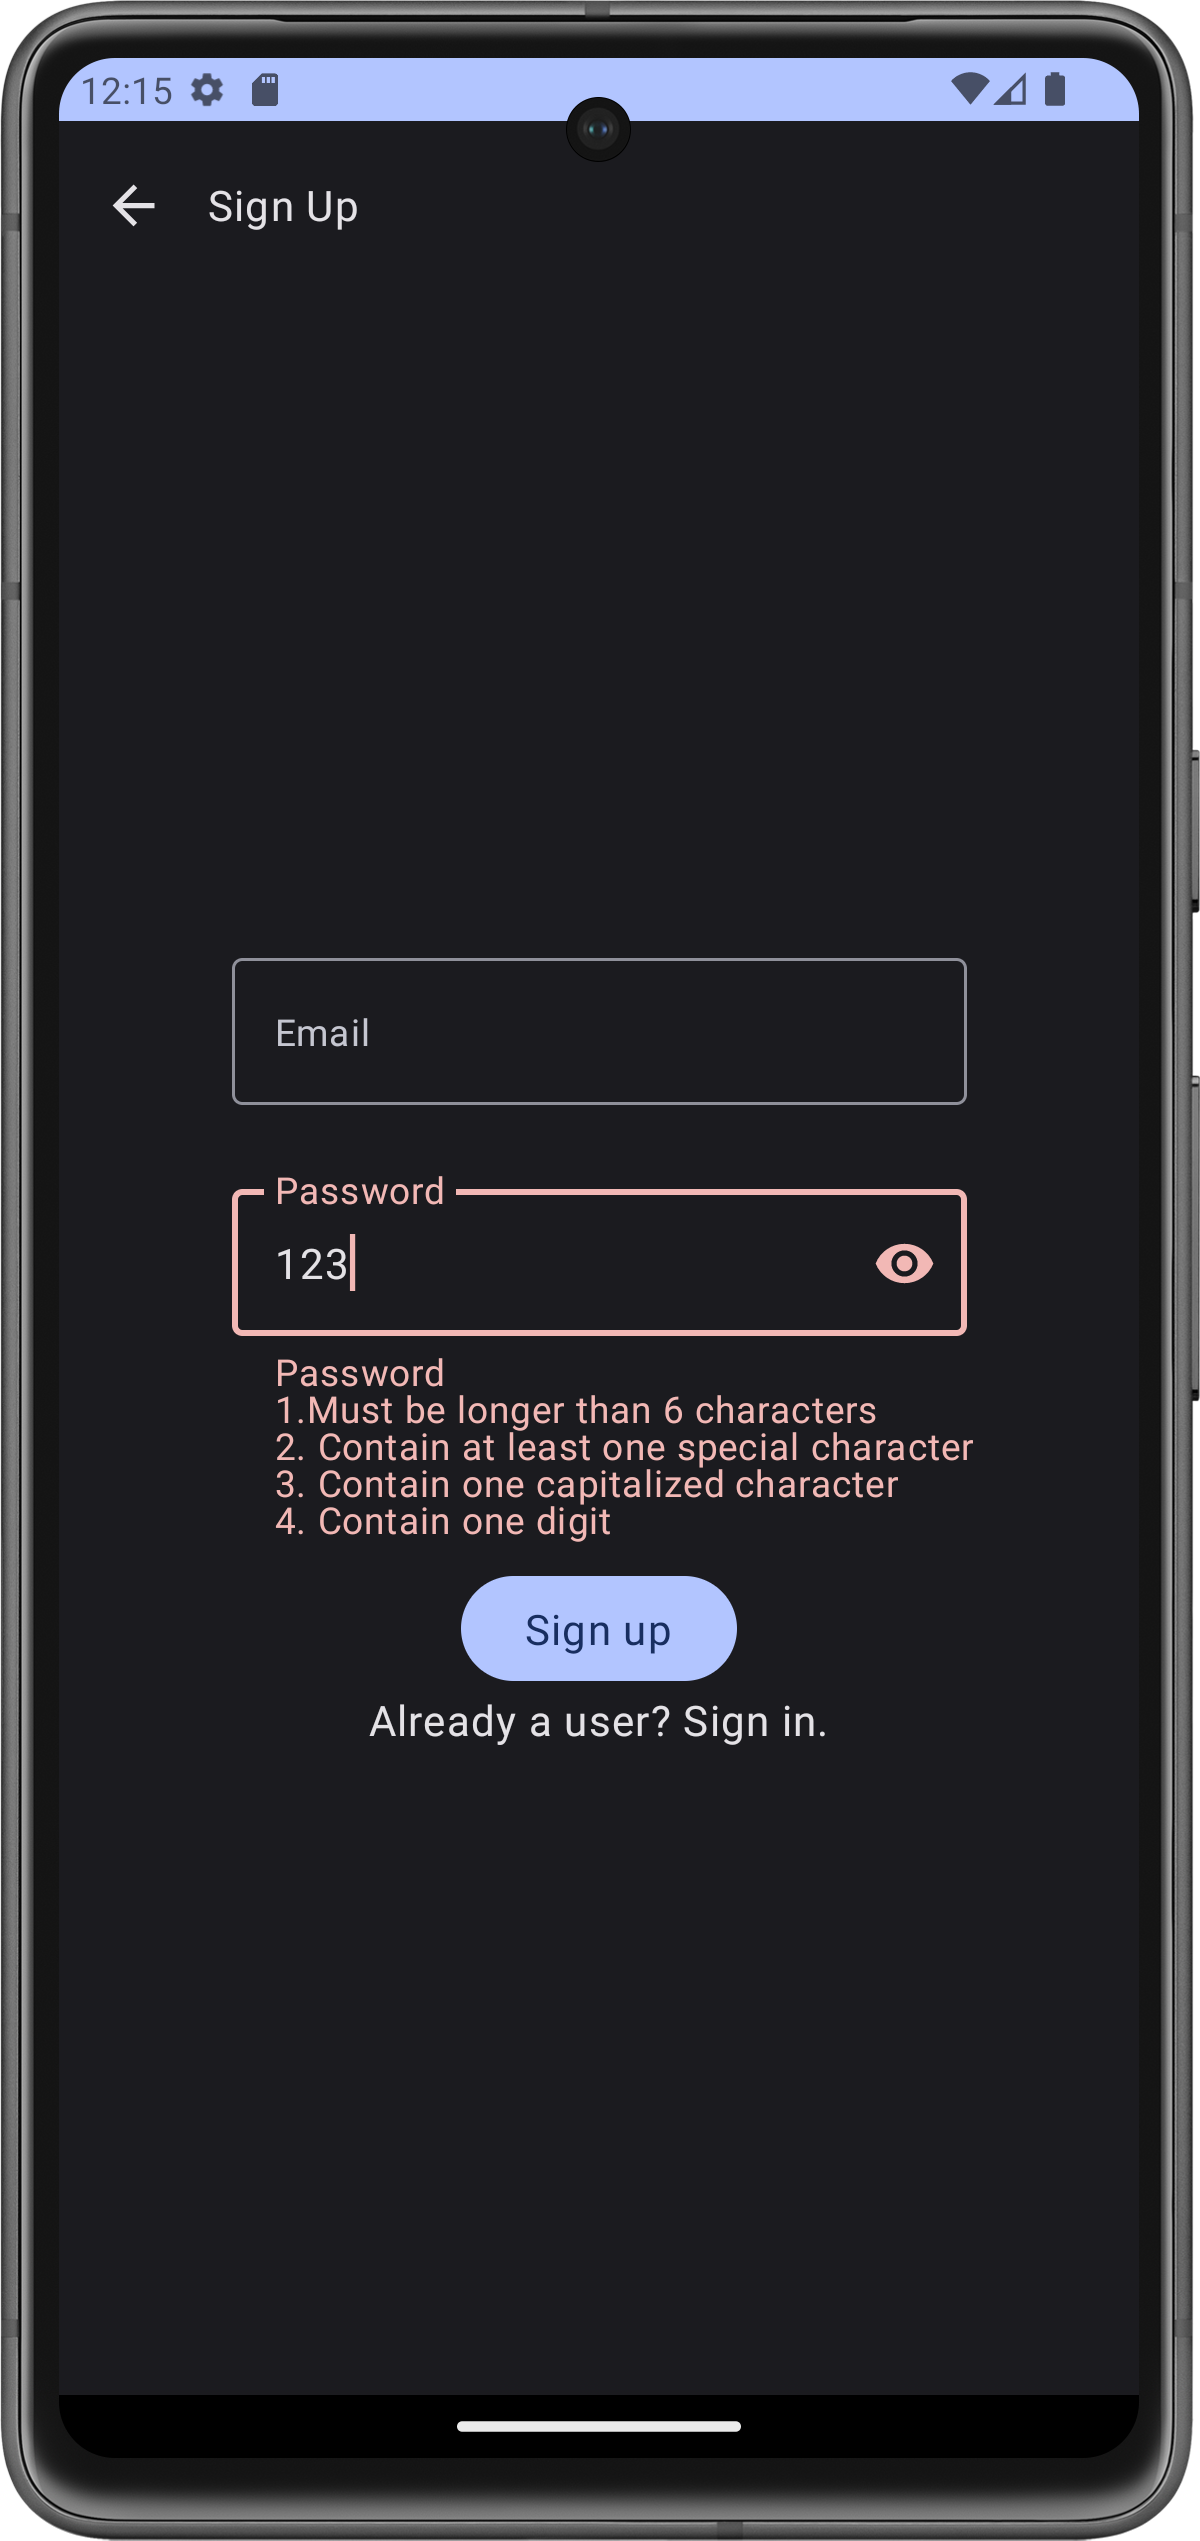 12:15
Sign Up
Email
Password
123
Password
1.Must be longer than 6 characters
2. Contain at least one special character
3. Contain one capitalized character
4. Contain one digit
Sign up
Already a user? Sign in.